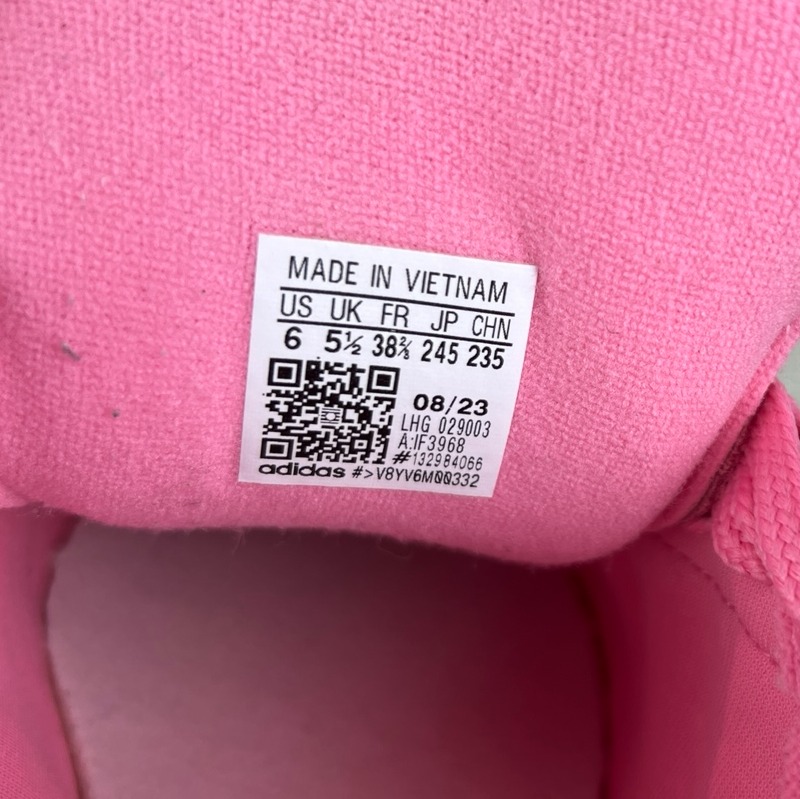 MADE IN VIETNAM
US UK FR JP CHN
6 5½ 38⅔ 245 235
08/23
LHG 029003
A:IF3968
#132984066
adidas #>V8YV6M00332